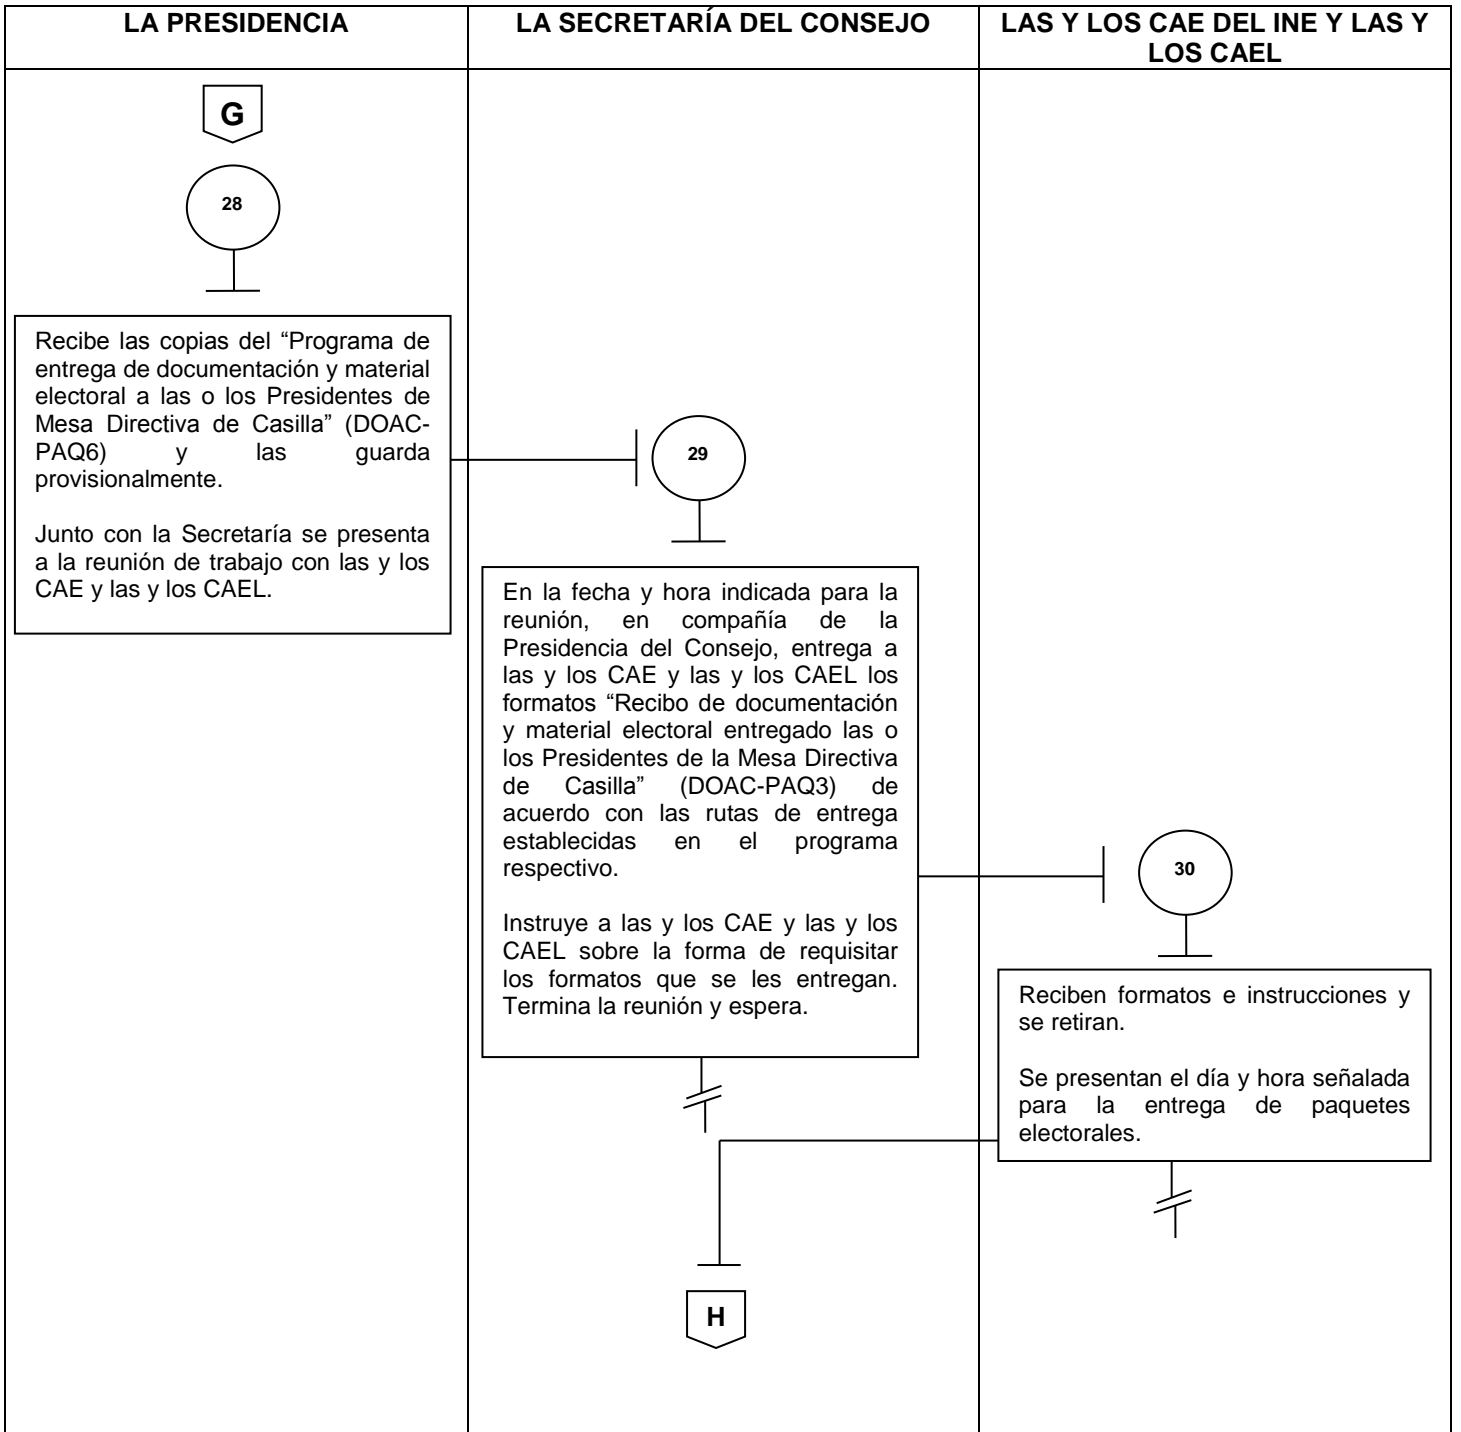 LA PRESIDENCIA
LA SECRETARÍA DEL CONSEJO
LAS Y LOS CAE DEL INE Y LAS Y
LOS CAEL
G
28
Recibe las copias del “Programa de
entrega de documentación y material
electoral a las o los Presidentes de
Mesa Directiva de Casilla” (DOAC-
PAQ6) y las guarda
provisionalmente.
Junto con la Secretaría se presenta
a la reunión de trabajo con las y los
CAE y las y los CAEL.
29
En la fecha y hora indicada para la
reunión, en compañía de la
Presidencia del Consejo, entrega a
las y los CAE y las y los CAEL los
formatos “Recibo de documentación
y material electoral entregado las o
los Presidentes de la Mesa Directiva
de Casilla” (DOAC-PAQ3) de
acuerdo con las rutas de entrega
establecidas en el programa
respectivo.
Instruye a las y los CAE y las y los
CAEL sobre la forma de requisitar
los formatos que se les entregan.
Termina la reunión y espera.
30
Reciben formatos e instrucciones y
se retiran.
Se presentan el día y hora señalada
para la entrega de paquetes
electorales.
H